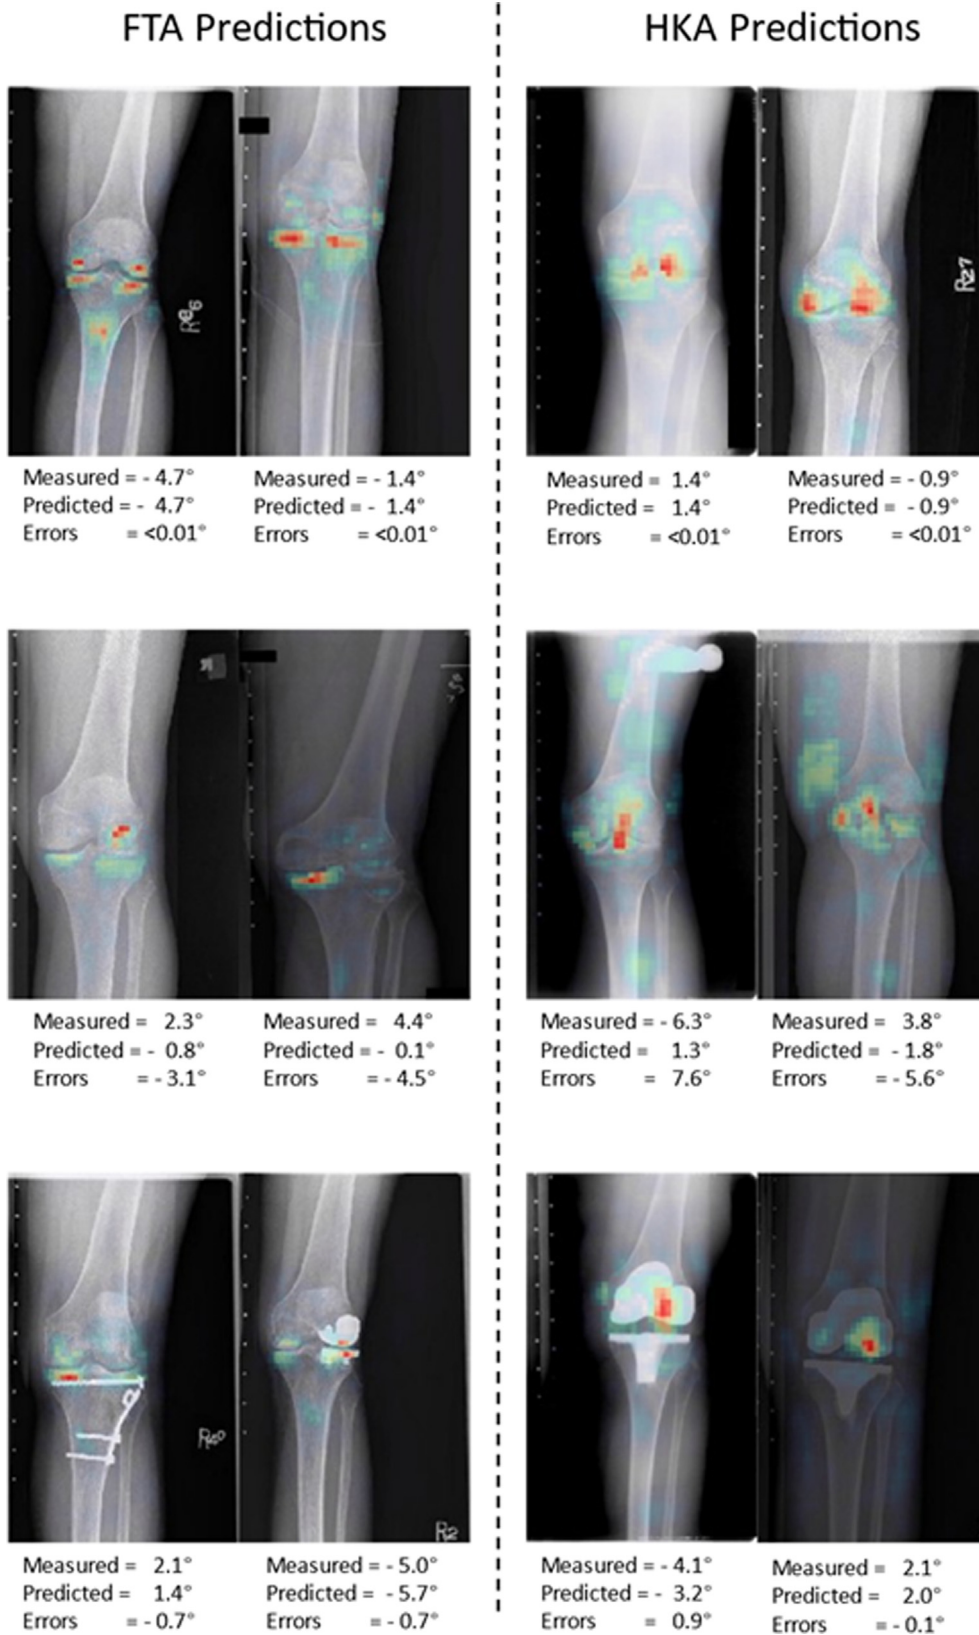 FTA Predictions
HKA Predictions
R27
Measured = - 4.7°
Predicted = - 4.7°
Errors = <0.01°
Measured = - 1.4°
Predicted = - 1.4°
Errors = <0.01°
Measured = 1.4°
Predicted = 1.4°
Errors = <0.01°
Measured = - 0.9°
Predicted = - 0.9°
Errors = <0.01°
Measured = 2.3°
Predicted = - 0.8°
Errors = - 3.1°
Measured = 4.4°
Predicted = - 0.1°
Errors = - 4.5°
Measured = - 6.3°
Predicted = 1.3°
Errors = 7.6°
Measured = 3.8°
Predicted = - 1.8°
Errors = - 5.6°
R40
R2
Measured = 2.1°
Predicted = 1.4°
Errors = - 0.7°
Measured = - 5.0°
Predicted = - 5.7°
Errors = - 0.7°
Measured = - 4.1°
Predicted = - 3.2°
Errors = 0.9°
Measured = 2.1°
Predicted = 2.0°
Errors = - 0.1°